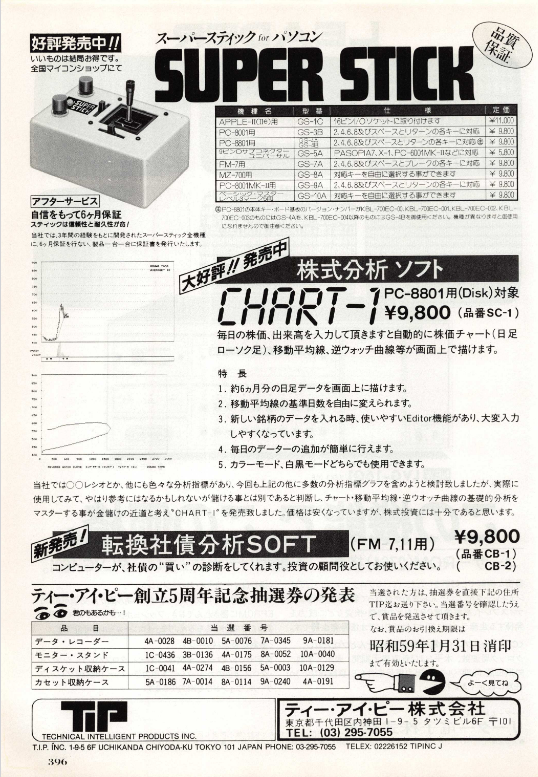 好評発売中!!
いいものは結局お得です。
全国マイコンショップにて
スーパースティック for パソコン
SUPER STICK
品質
保証
アフターサービス
自信をもって6ヶ月保証
スティックは信頼性と耐久性が命!
当社では、3年間の経験をもとに開発されたスーパースティック全機種
に、6ヶ月保証を行ない、製品一台一台に保証書を発行いたします。
機種名 型番 仕様 定価
APPLE-II(IIe)用 GS-1C 16ピンI/Oソケットに取り付けます ¥11,000
PC-8001用 GS-3B 2.4.6.8&びスペースとリターンの各キーに対応 ¥ 9,800
PC-8801用 2.4.6.8&びスペースとリターンの各キーに対応 ¥ 9,800
GS-5A PASOPIA7.X-1.PC-6001MK-IIなどに対応 ¥ 5,800
FM-7用 GS-7A 2.4.6.8&びスペースとブレークの各キーに対応 ¥ 9,800
MZ-700用 GS-8A 対応キーを自由に選択する事ができます ¥ 9,800
PC-8001MK-II用 GS-9A 2.4.6.8&びスペースとリターンの各キーに対応 ¥ 9,800
GS-10A 対応キーを自由に選択する事ができます ¥ 9,800
大好評!! 発売中
株式分析ソフト
CHART-1
PC-8801用(Disk)対象
¥9,800 (品番SC-1)
毎日の株価、出来高を入力して頂きますと自動的に株価チャート(日足
ローソク足)、移動平均線、逆ウォッチ曲線等が画面上で描けます。
特長
1. 約6ヵ月分の日足データを画面上に描けます。
2. 移動平均線の基準日数を自由に変えられます。
3. 新しい銘柄のデータを入れる時、使いやすいEditor機能があり、大変入力
しやすくなっています。
4. 毎日のデーターの追加が簡単に行えます。
5. カラーモード、白黒モードどちらでも使用できます。
当社では〇〇レシオとか、他にも色々な分析指標があり、今回も上記の他に多数の分析指標グラフを含めようと検討致しましたが、実際に
使用してみて、やはり参考にはなるかもしれないが儲ける事とは別であると判断し、チャート・移動平均線・逆ウォッチ曲線の基礎的分析を
マスターする事が金儲の近道と考え"CHART-1"を発売致しました。価格は安くなっていますが、株式投資には十分であると思います。
新発売!
転換社債分析SOFT
(FM 7,11用)
¥9,800
(品番CB-1)
( CB-2)
コンピューターが、社債の"買い"の診断をしてくれます。投資の顧問役としてお使いください。
ティー・アイ・ピー創立5周年記念抽選券の発表
君のもあるかも…!
品目 当選番号
データ・レコーダー 4A-0028 4B-0010 5A-0076 7A-0345 9A-0181
モニター・スタンド 1C-0436 3B-0136 4A-0175 8A-0052 10A-0040
ディスケット収納ケース 1C-0041 4A-0274 4B-0156 5A-0003 10A-0129
カセット収納ケース 5A-0186 7A-0014 8A-0114 9A-0240 4A-0191
当選された方は、抽選券を直接下記の住所
TIP迄お送り下さい。当選番号を確認したうえ
で、賞品を発送させて頂きます。
なお、賞品のお引換え期限は
昭和59年1月31日消印
まで有効といたします。
よーく見てね
TIP
TECHNICAL INTELLIGENT PRODUCTS INC.
ティー・アイ・ピー株式会社
東京都千代田区内神田1-9-5 タツミビル6F 〒101
TEL: (03) 295-7055
T.I.P. INC. 1-9-5 6F UCHIKANDA CHIYODA-KU TOKYO 101 JAPAN PHONE: 03-295-7055 TELEX: 02226152 TIPINC J
396